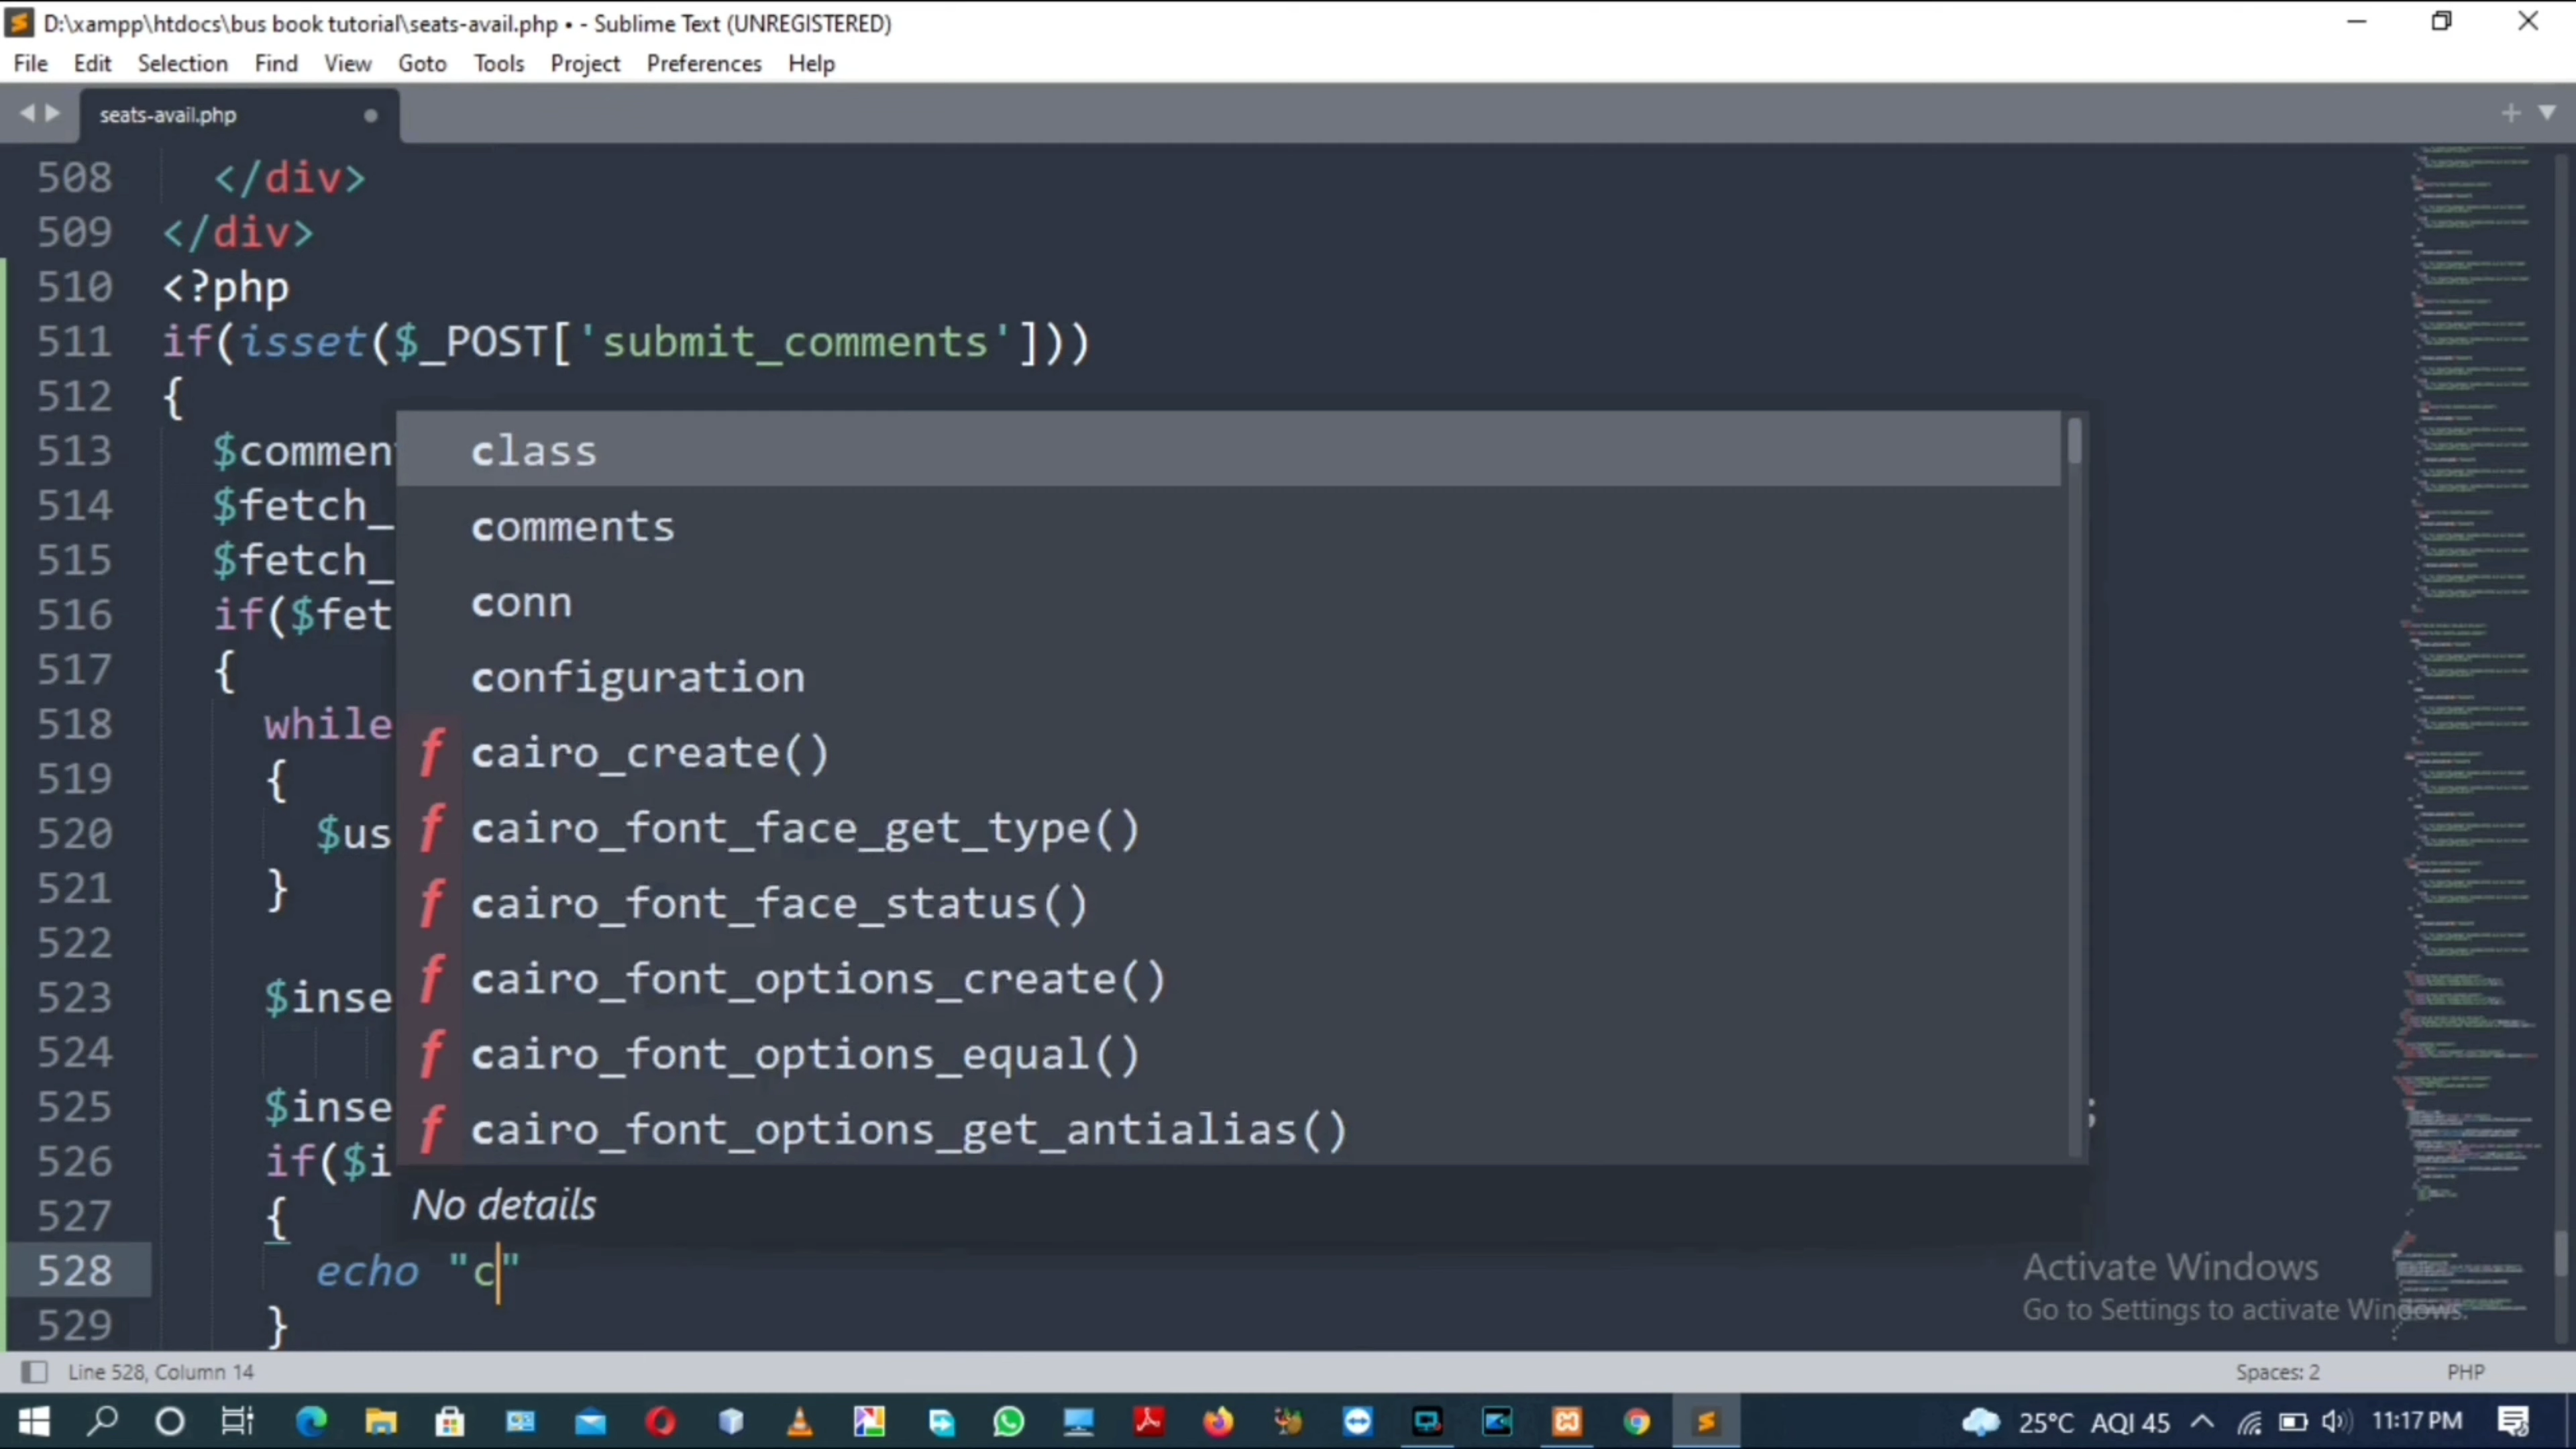 D:\xampp\htdocs\bus book tutorial\seats-avail.php • - Sublime Text (UNREGISTERED)
File Edit Selection Find View Goto Tools Project Preferences Help
seats-avail.php
508 </div>
509 </div>
510 <?php
511 if(isset($_POST['submit_comments']))
512 {
513 $commen
514 $fetch_
515 $fetch_
516 if($fet
517 {
518 while
519 {
520 $us
521 }
522
523 $inse
524
525 $inse
526 if($i
527 {
528 echo "c"
529 }
class
comments
conn
configuration
f cairo_create()
f cairo_font_face_get_type()
f cairo_font_face_status()
f cairo_font_options_create()
f cairo_font_options_equal()
f cairo_font_options_get_antialias()
No details
Activate Windows
Go to Settings to activate Windows.
Line 528, Column 14 Spaces: 2 PHP
25°C AQI 45 11:17 PM